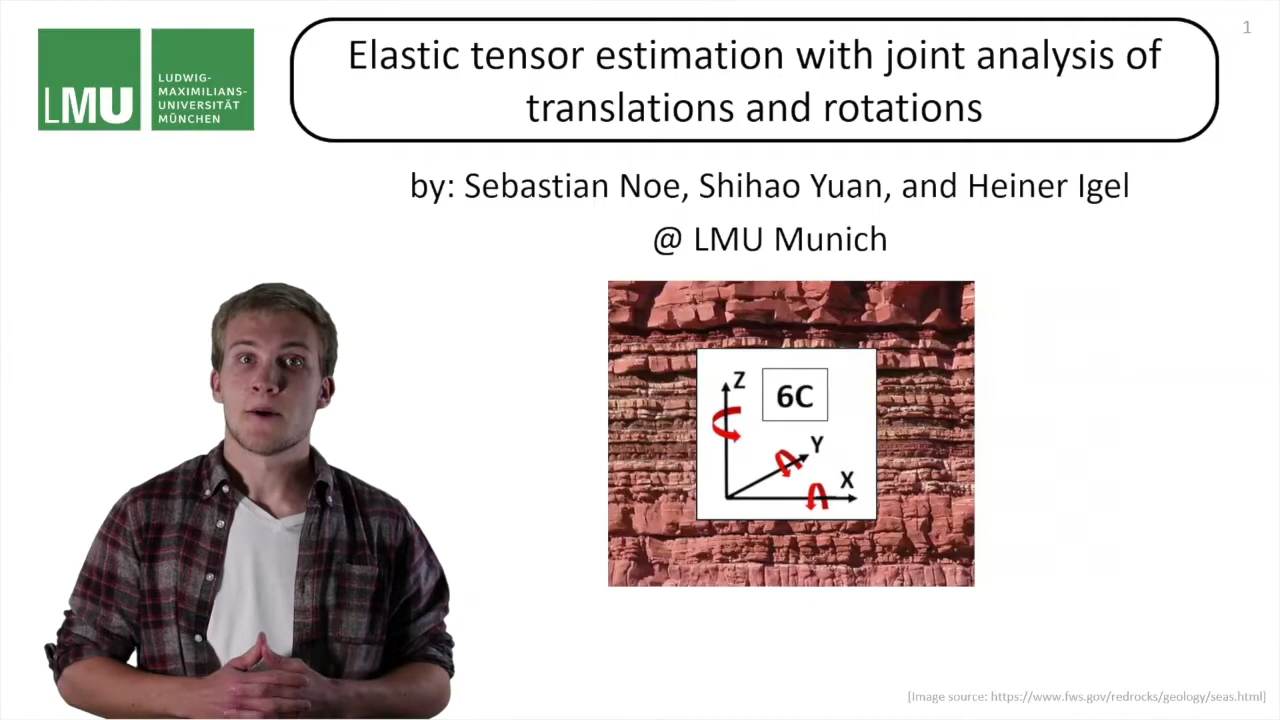 1
LMU
LUDWIG-
MAXIMILIANS-
UNIVERSITÄT
MÜNCHEN
Elastic tensor estimation with joint analysis of
translations and rotations
by: Sebastian Noe, Shihao Yuan, and Heiner Igel
@ LMU Munich
Z
6C
Y
X
[Image source: https://www.fws.gov/redrocks/geology/seas.html]